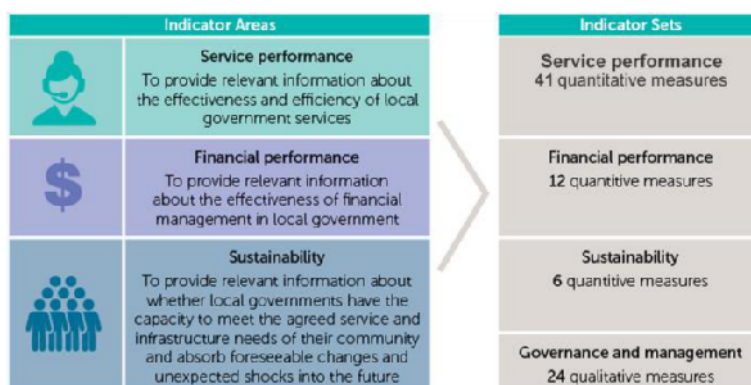 Indicator Areas
Service performance
To provide relevant information about
the effectiveness and efficiency of local
government services
$
Financial performance
To provide relevant information
about the effectiveness of financial
management in local government
Sustainability
To provide relevant information about
whether local governments have the
capacity to meet the agreed service and
infrastructure needs of their community
and absorb foreseeable changes and
unexpected shocks into the future
Indicator Sets
Service performance
41 quantitative measures
Financial performance
12 quantitive measures
Sustainability
6 quantitive measures
Governance and management
24 qualitative measures